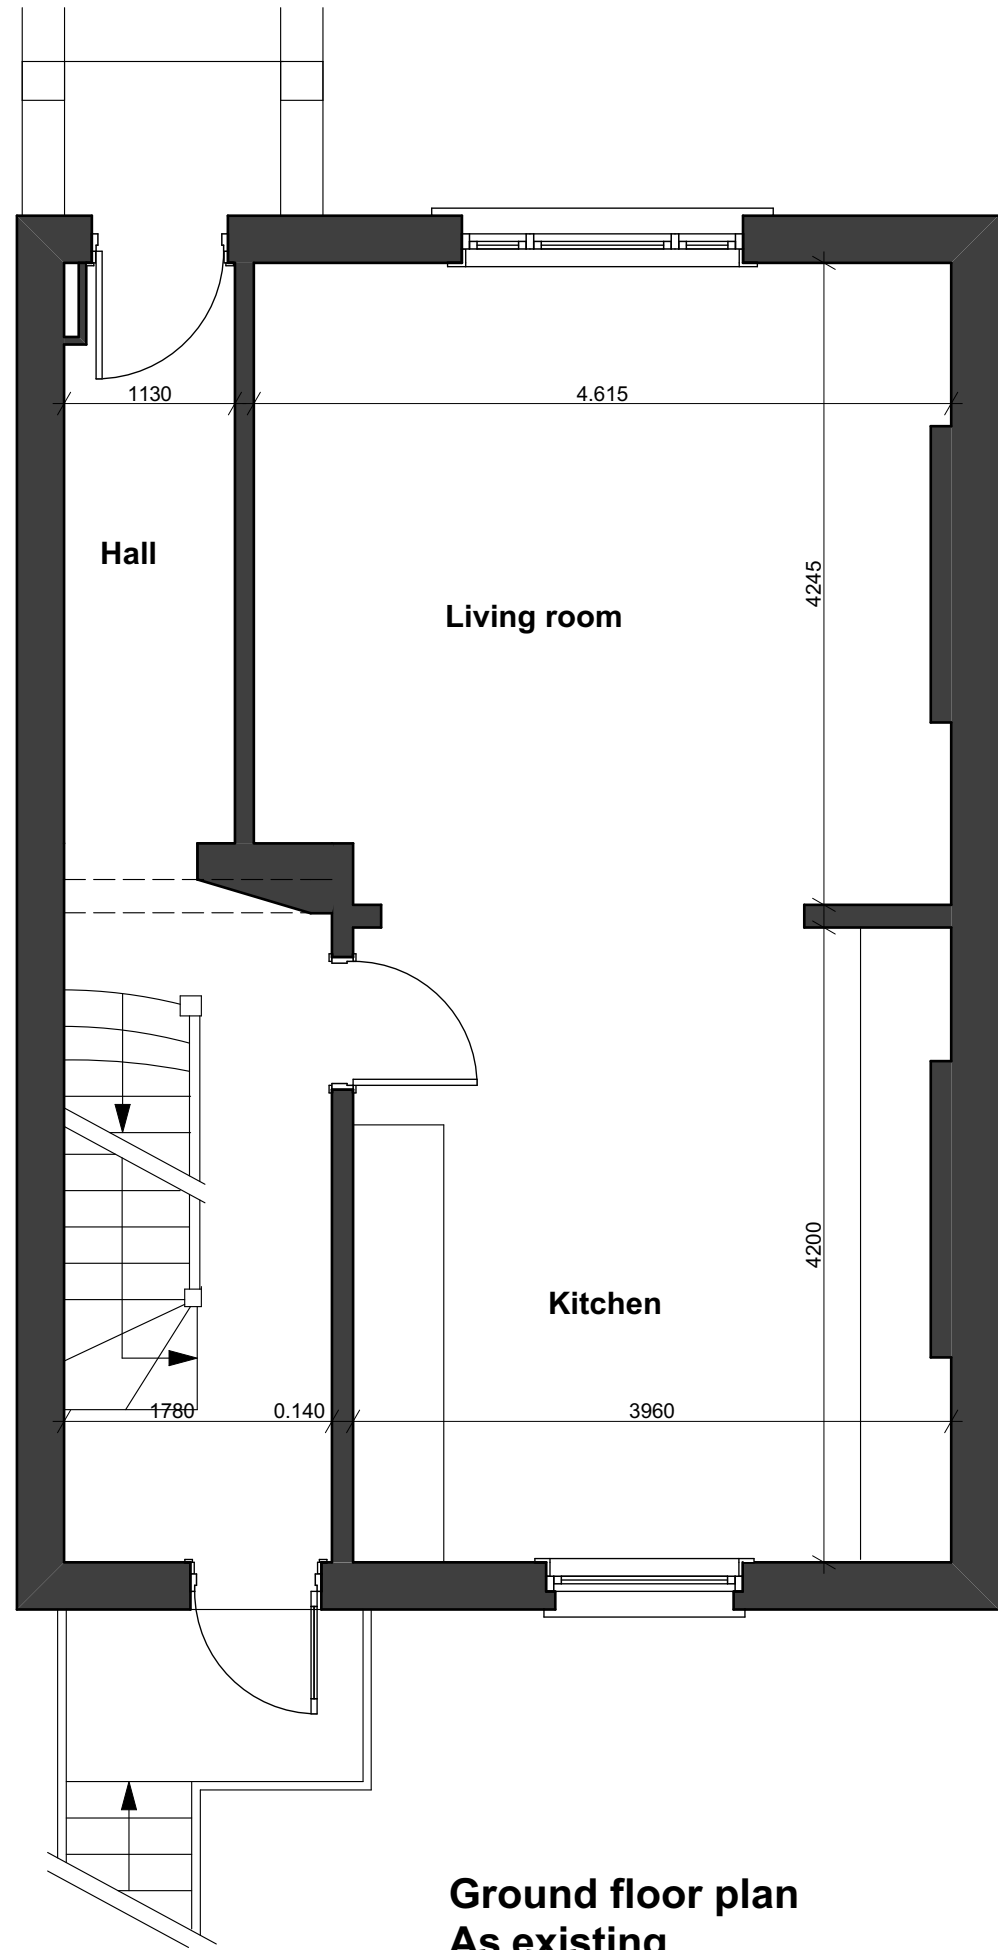 1130
4.615
Hall
4245
Living room
4200
Kitchen
1780
0.140
3960
Ground floor plan
As existing